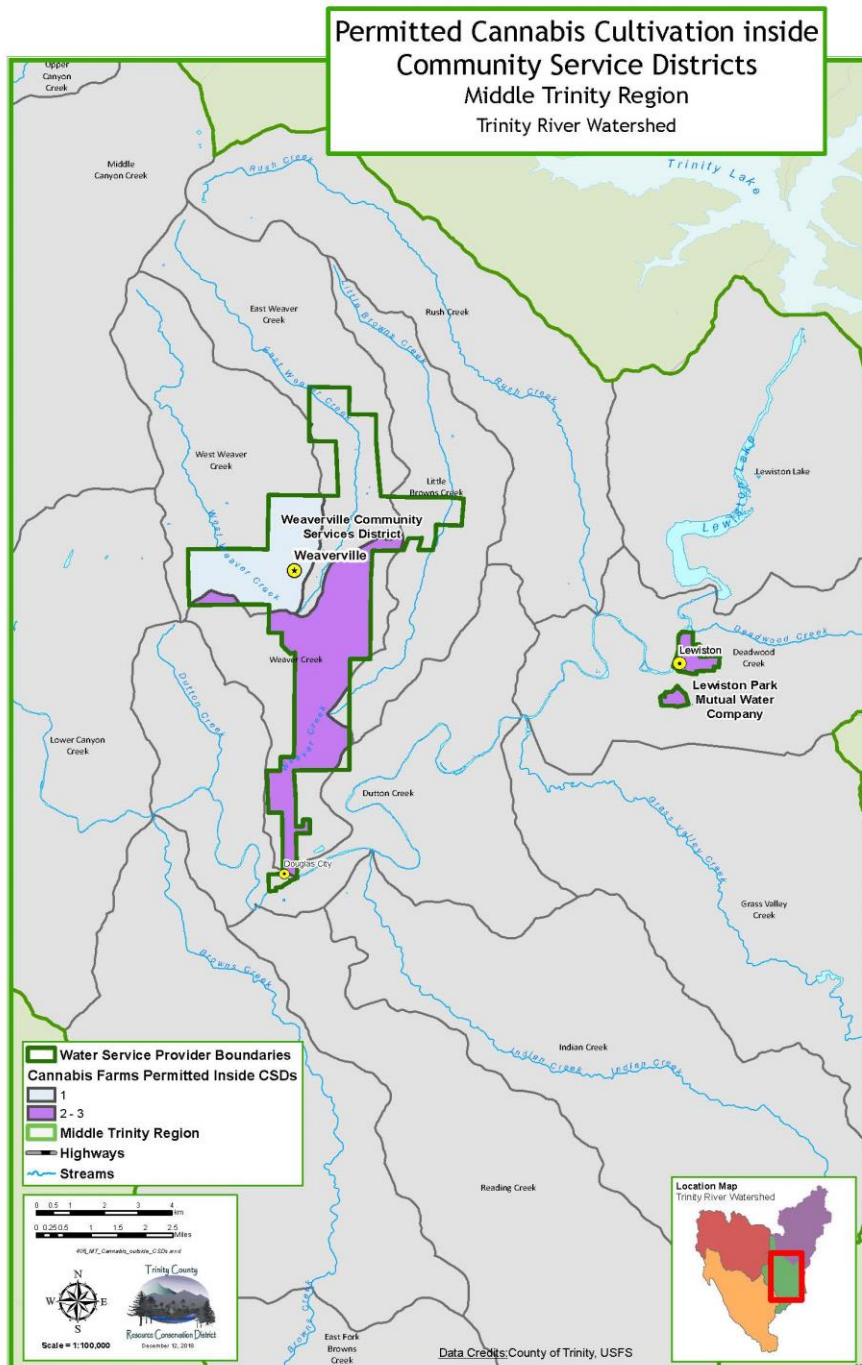 Permitted Cannabis Cultivation inside
Community Service Districts
Middle Trinity Region
Trinity River Watershed
Upper
Canyon
Creek
Middle
Canyon Creek
Rush Creek
Trinity Lake
East Weaver
Creek
Little Browns Creek
Rush Creek
East Weaver Creek
Rush Creek
West Weaver
Creek
Little
Browns Creek
Lewiston Lake
Lewiston Lake
West Weaver Creek
Weaverville Community
Services District
Weaverville
Weaver Creek
Deadwood Creek
Lewiston
Deadwood
Creek
Lewiston Park
Mutual Water
Company
Dutton Creek
Lower Canyon
Creek
Weaver Creek
Dutton Creek
Grass Valley Creek
Douglas City
Grass Valley
Creek
Browns Creek
Indian Creek
Indian Creek
Indian Creek
Reading Creek
Browns Creek
East Fork
Browns
Creek
Water Service Provider Boundaries
Cannabis Farms Permitted Inside CSDs
1
2 - 3
Middle Trinity Region
Highways
Streams
0 0.5 1 2 3 4
km
0 0.25 0.5 1 1.5 2 2.5
Miles
406_MT_Cannabis_outside_CSDs.mxd
N
W E
S
Scale = 1:100,000
Trinity County
Resource Conservation District
December 12, 2018
Location Map
Trinity River Watershed
Data Credits:County of Trinity, USFS